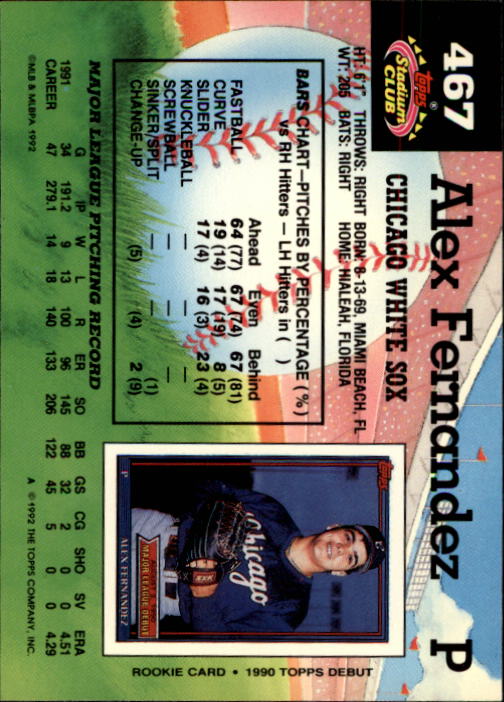 467
Topps
Stadium
CLUB
Alex Fernandez P
CHICAGO WHITE SOX
HT: 6'1" THROWS: RIGHT BORN: 8-13-69, MIAMI BEACH, FL
WT: 205 BATS: RIGHT HOME: HIALEAH, FLORIDA
BARS CHART—PITCHES BY PERCENTAGE (%)
vs RH Hitters – LH Hitters in ( )
Ahead Even Behind
FASTBALL 64 (77) 67 (74) 67 (81)
CURVE 19 (14) 17 (19) 8 (5)
SLIDER 17 (4) 16 (3) 23 (4)
KNUCKLEBALL — — —
SCREWBALL — — —
SINKER/SPLIT — — (1)
CHANGE-UP (5) (4) 2 (9)
MAJOR LEAGUE PITCHING RECORD
G IP W L R ER SO BB GS CG SHO SV ERA
1991 34 191.2 9 13 100 96 145 88 32 2 0 0 4.51
CAREER 47 279.1 14 18 140 133 206 122 45 5 0 0 4.29
©MLB & MLBPA 1992 A ©1992 THE TOPPS COMPANY, INC.
Topps
Chicago
XXX
MAJOR LEAGUE DEBUT
P ALEX FERNANDEZ
ROOKIE CARD • 1990 TOPPS DEBUT